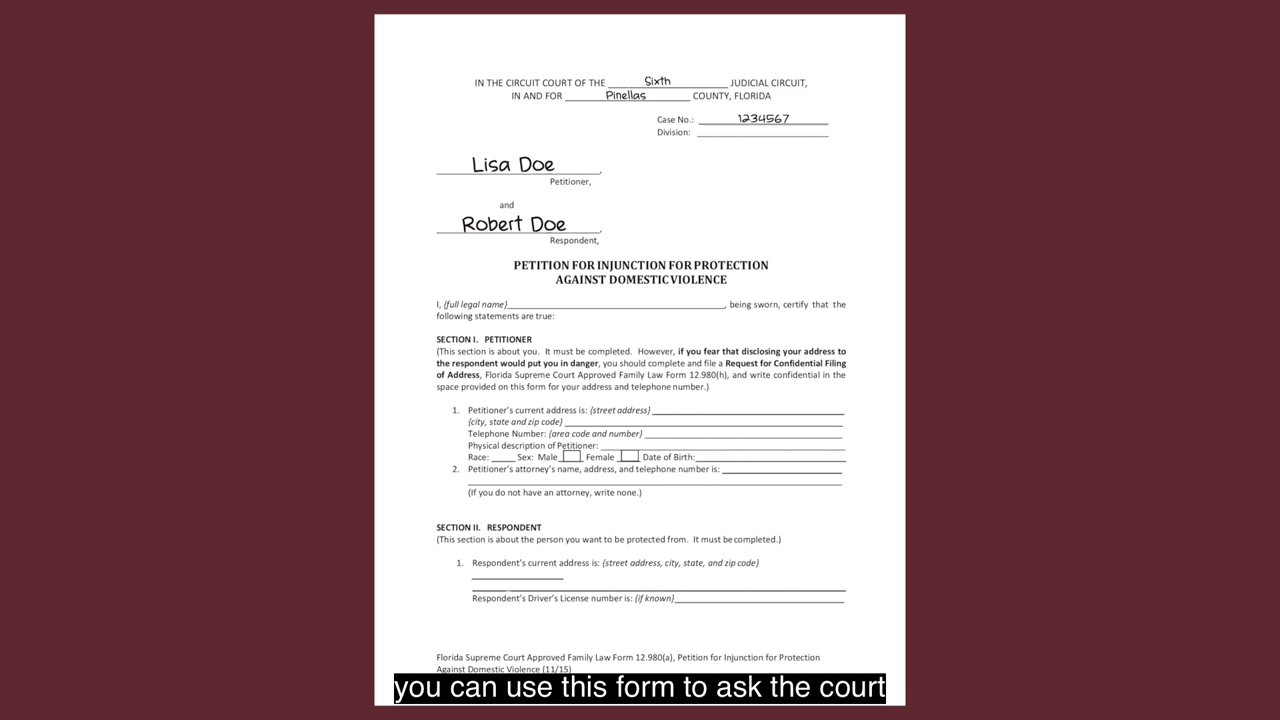 IN THE CIRCUIT COURT OF THE Sixth JUDICIAL CIRCUIT,
IN AND FOR Pinellas COUNTY, FLORIDA
Case No.: 1234567
Division:
Lisa Doe,
Petitioner,
and
Robert Doe,
Respondent,
PETITION FOR INJUNCTION FOR PROTECTION
AGAINST DOMESTIC VIOLENCE
I, {full legal name}, being sworn, certify that the
following statements are true:
SECTION I. PETITIONER
(This section is about you. It must be completed. However, if you fear that disclosing your address to
the respondent would put you in danger, you should complete and file a Request for Confidential Filing
of Address, Florida Supreme Court Approved Family Law Form 12.980(h), and write confidential in the
space provided on this form for your address and telephone number.)
1. Petitioner's current address is: {street address}
{city, state and zip code}
Telephone Number: {area code and number}
Physical description of Petitioner:
Race: Sex: Male Female Date of Birth:
2. Petitioner's attorney's name, address, and telephone number is:
(If you do not have an attorney, write none.)
SECTION II. RESPONDENT
(This section is about the person you want to be protected from. It must be completed.)
1. Respondent's current address is: {street address, city, state, and zip code}
Respondent's Driver's License number is: {if known}
Florida Supreme Court Approved Family Law Form 12.980(a), Petition for Injunction for Protection
Against Domestic Violence (11/15)
you can use this form to ask the court